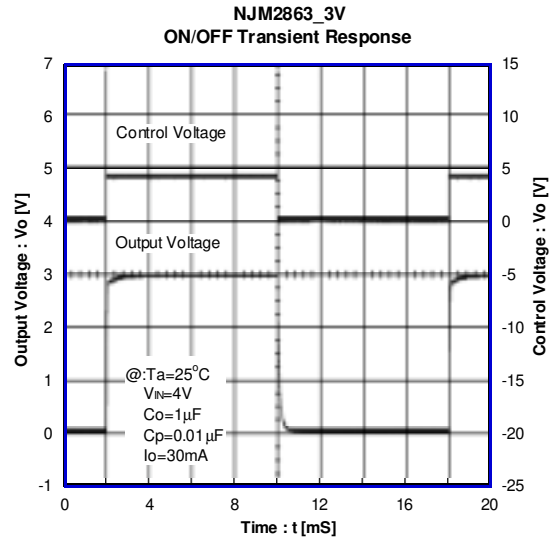 NJM2863_3V
ON/OFF Transient Response
7
6
5
4
3
2
1
0
-1
Output Voltage : Vo [V]
15
10
5
0
-5
-10
-15
-20
-25
Control Voltage : Vo [V]
Control Voltage
Output Voltage
@:Ta=25°C
VIN=4V
Co=1µF
Cp=0.01µF
Io=30mA
0 4 8 12 16 20
Time : t [mS]